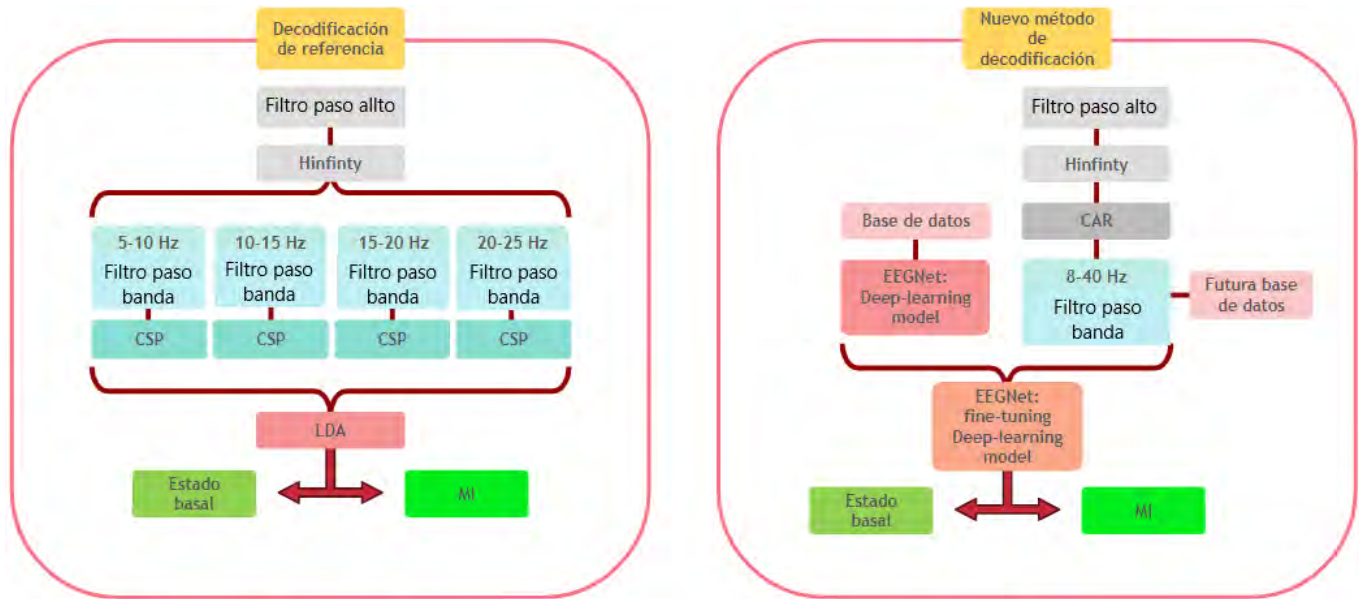 Decodificación
de referencia
Filtro paso allto
Hinfinty
5-10 Hz
Filtro paso
banda
10-15 Hz
Filtro paso
banda
15-20 Hz
Filtro paso
banda
20-25 Hz
Filtro paso
banda
CSP
CSP
CSP
CSP
LDA
Estado
basal
MI
Nuevo método
de
decodificación
Filtro paso alto
Hinfinty
CAR
Base de datos
EEGNet:
Deep-learning
model
8-40 Hz
Filtro paso
banda
Futura base
de datos
EEGNet:
fine-tuning
Deep-learning
model
Estado
basal
MI